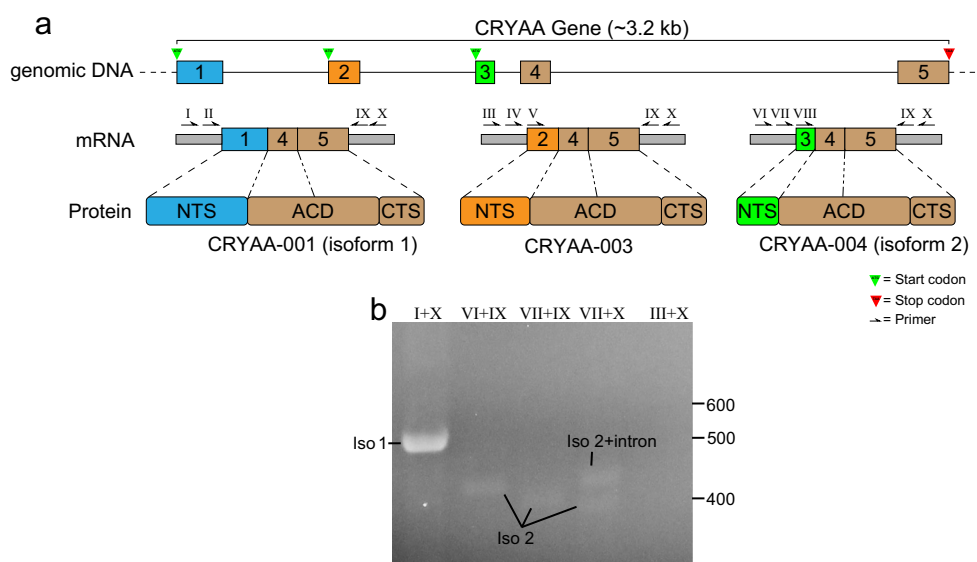 a
CRYAA Gene (~3.2 kb)
genomic DNA 1 2 3 4 5
I II IX X III IV V IX X VI VII VIII IX X
mRNA 1 4 5 2 4 5 3 4 5
Protein NTS ACD CTS NTS ACD CTS NTS ACD CTS
CRYAA-001 (isoform 1) CRYAA-003 CRYAA-004 (isoform 2)
= Start codon
= Stop codon
= Primer
b
I+X VI+IX VII+IX VII+X III+X
600
Iso 1 500
Iso 2+intron
400
Iso 2